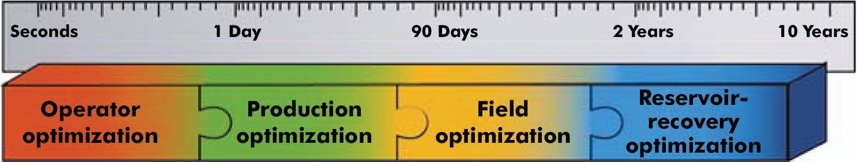 Seconds 1 Day 90 Days 2 Years 10 Years
Operator optimization
Production optimization
Field optimization
Reservoir-recovery optimization